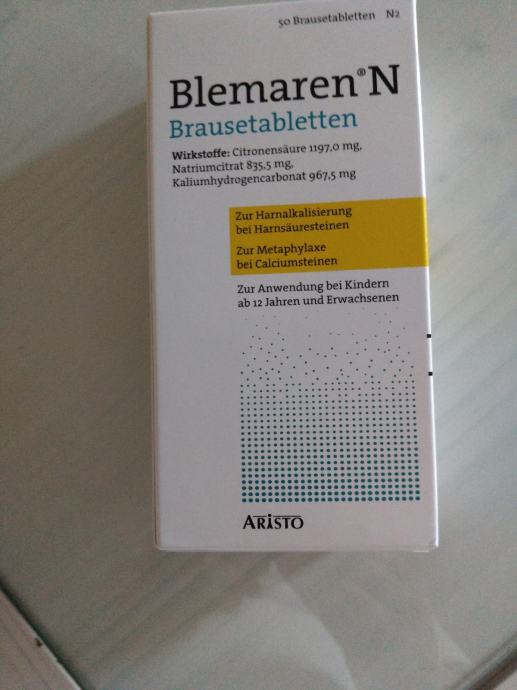 50 Brausetabletten N2
Blemaren® N
Brausetabletten
Wirkstoffe: Citronensäure 1197,0 mg,
Natriumcitrat 835,5 mg,
Kaliumhydrogencarbonat 967,5 mg
Zur Harnalkalisierung
bei Harnsäuresteinen
Zur Metaphylaxe
bei Calciumsteinen
Zur Anwendung bei Kindern
ab 12 Jahren und Erwachsenen
ARISTO